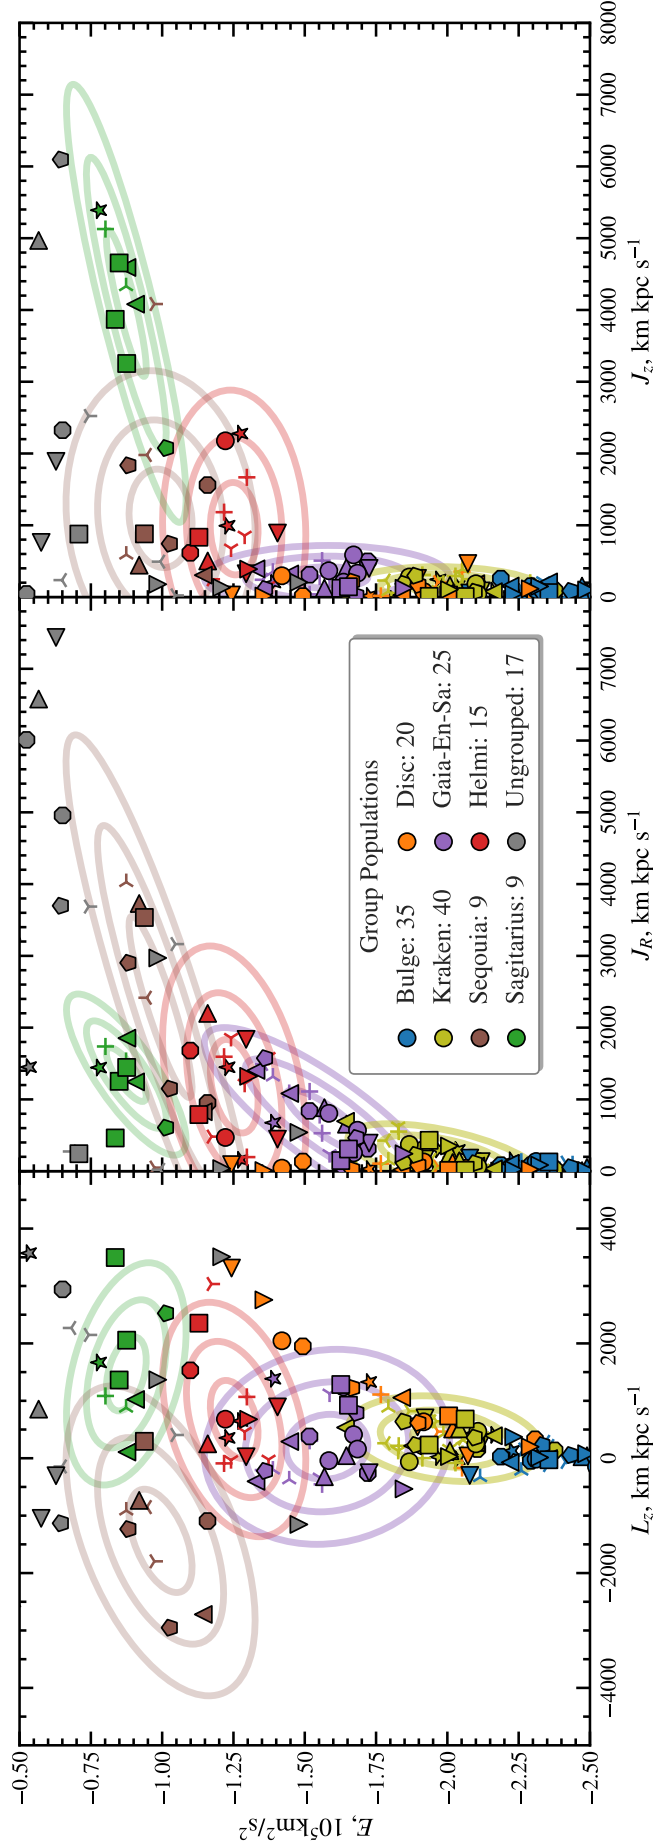 E, 10⁵km²/s²
−0.50
−0.75
−1.00
−1.25
−1.50
−1.75
−2.00
−2.25
−2.50
Group Populations
Bulge: 35 Disc: 20
Kraken: 40 Gaia-En-Sa: 25
Seqouia: 9 Helmi: 15
Sagitarius: 9 Ungrouped: 17
−4000 −2000 0 2000 4000
L_z, km kpc s⁻¹
0 1000 2000 3000 4000 5000 6000 7000
J_R, km kpc s⁻¹
0 1000 2000 3000 4000 5000 6000 7000 8000
J_z, km kpc s⁻¹